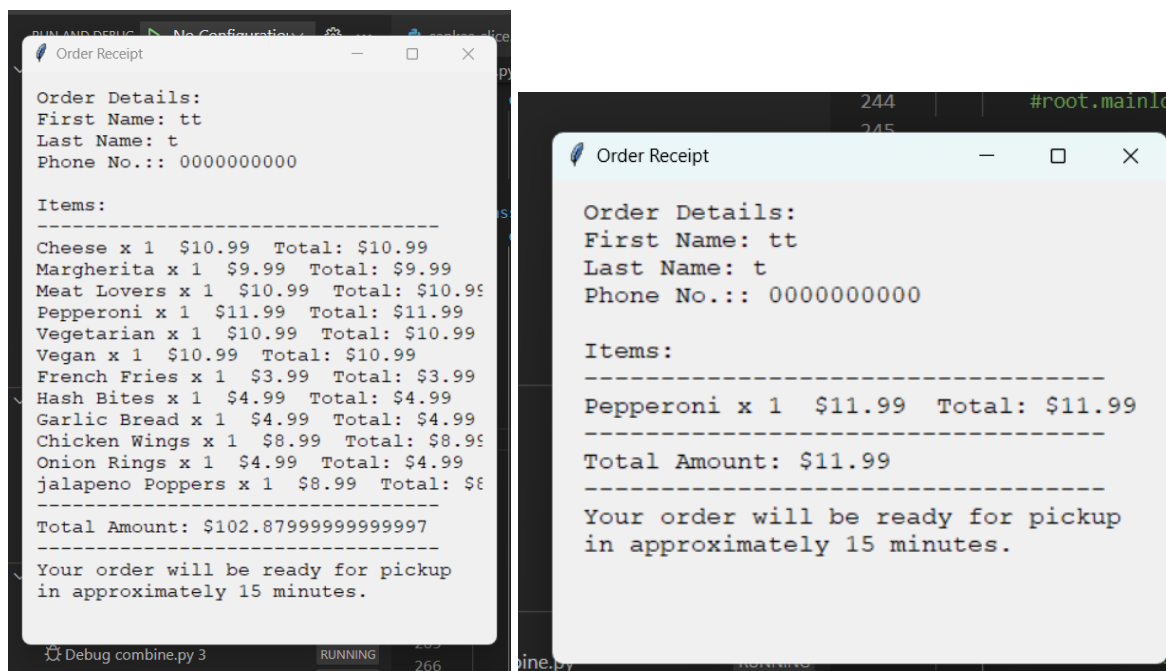 No Configuration
Order Receipt
Order Details:
First Name: tt
Last Name: t
Phone No.:: 0000000000
Items:
----------------------------------
Cheese x 1  $10.99  Total: $10.99
Margherita x 1  $9.99  Total: $9.99
Meat Lovers x 1  $10.99  Total: $10.99
Pepperoni x 1  $11.99  Total: $11.99
Vegetarian x 1  $10.99  Total: $10.99
Vegan x 1  $10.99  Total: $10.99
French Fries x 1  $3.99  Total: $3.99
Hash Bites x 1  $4.99  Total: $4.99
Garlic Bread x 1  $4.99  Total: $4.99
Chicken Wings x 1  $8.99  Total: $8.99
Onion Rings x 1  $4.99  Total: $4.99
jalapeno Poppers x 1  $8.99  Total: $8
----------------------------------
Total Amount: $102.87999999999997
----------------------------------
Your order will be ready for pickup
in approximately 15 minutes.
Debug combine.py 3
RUNNING
266
244 #root.mainlo
245
Order Receipt
Order Details:
First Name: tt
Last Name: t
Phone No.:: 0000000000
Items:
----------------------------------
Pepperoni x 1  $11.99  Total: $11.99
----------------------------------
Total Amount: $11.99
----------------------------------
Your order will be ready for pickup
in approximately 15 minutes.